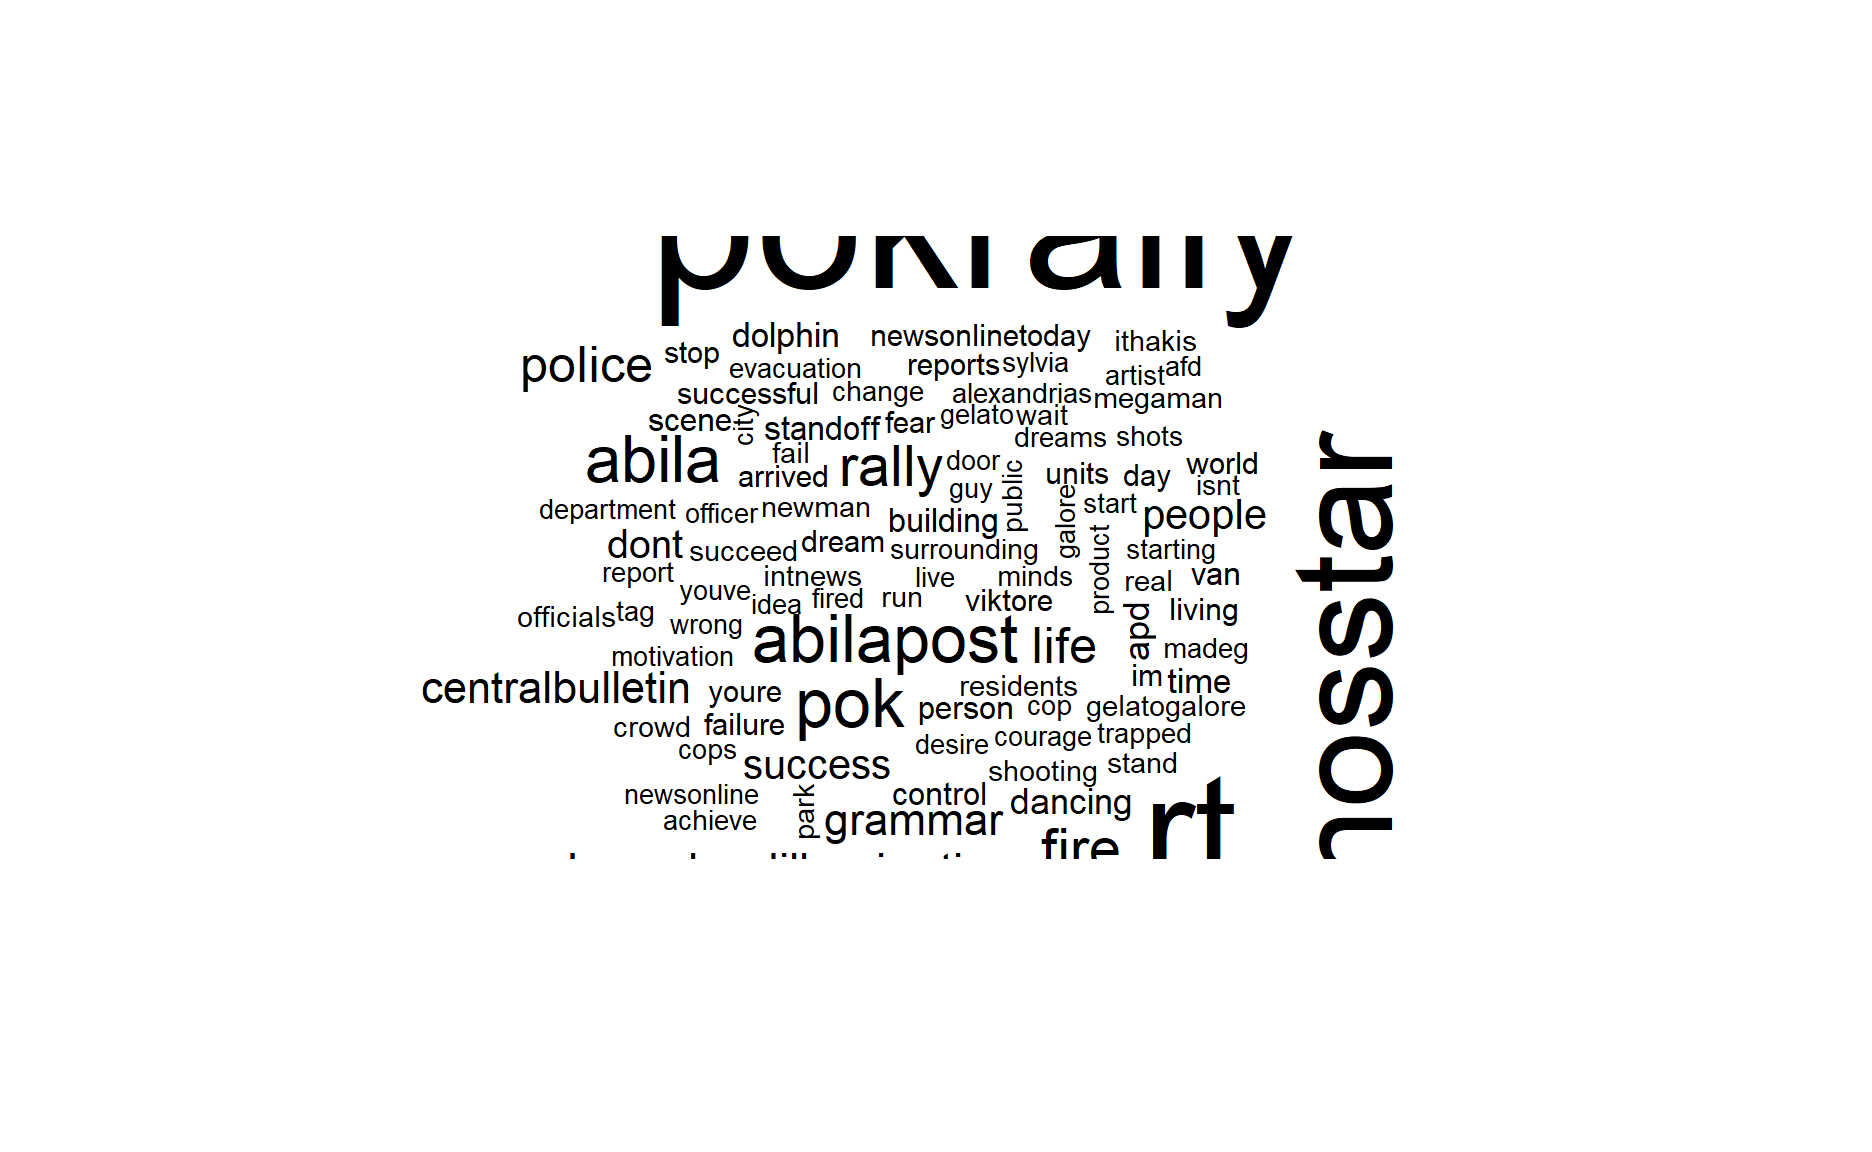 pokrally
dolphin newsonlinetoday ithakis
police stop evacuation reports sylvia artist afd
successful change alexandrias megaman
scene city standoff fear gelato wait
dreams shots
abila fail arrived rally door units day world
guy public isnt
department officer newman building galore start people
dont succeed dream surrounding product starting
report youve intnews live minds real van
officials tag idea fired run viktore living
wrong abilapost life apd madeg
motivation
centralbulletin youre pok residents im time
crowd failure person cop gelatogalore
cops desire courage trapped
success shooting stand
newsonline park control dancing
achieve grammar
fire rt
hosstar